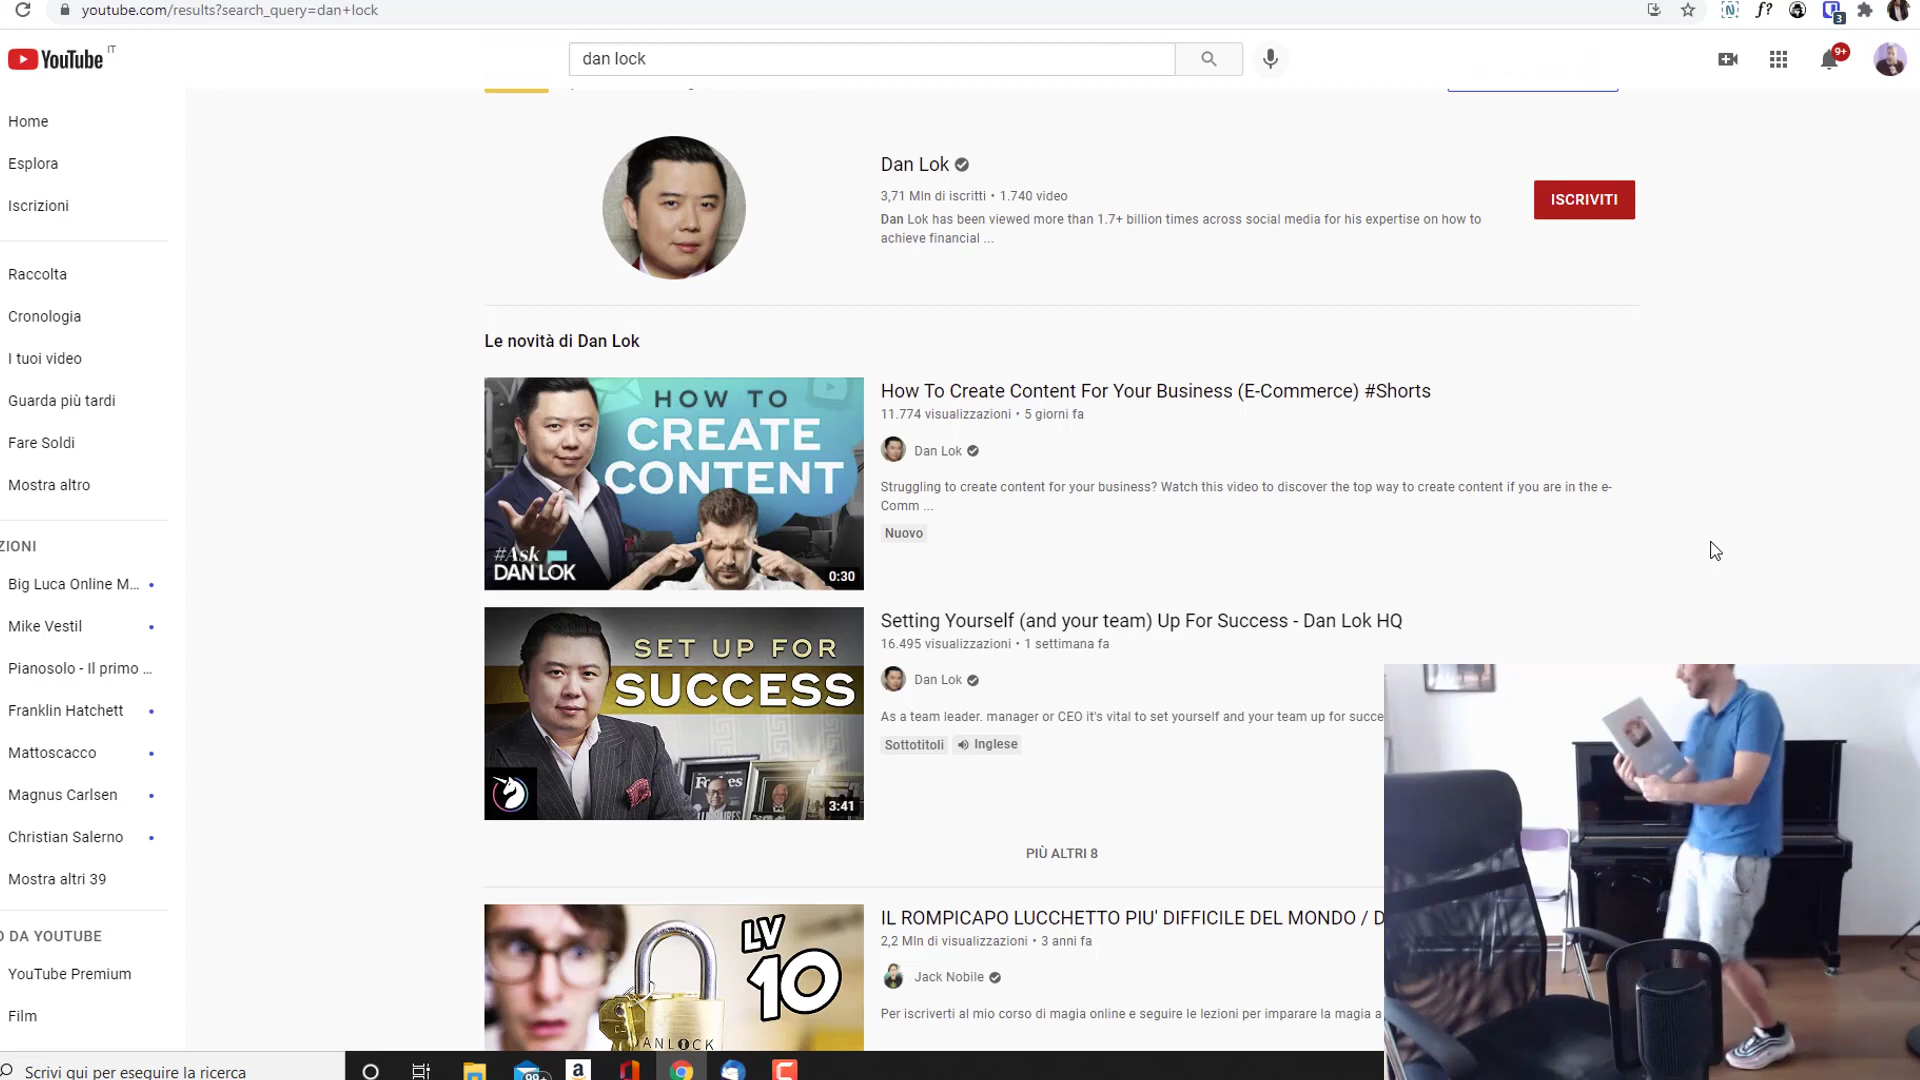 youtube.com/results?search_query=dan+lock
YouTube IT
dan lock
9+
3
Home
Esplora
Iscrizioni
Raccolta
Cronologia
I tuoi video
Guarda più tardi
Fare Soldi
Mostra altro
ZIONI
Big Luca Online M...
Mike Vestil
Pianosolo - Il primo ...
Franklin Hatchett
Mattoscacco
Magnus Carlsen
Christian Salerno
Mostra altri 39
O DA YOUTUBE
YouTube Premium
Film
Dan Lok
3,71 Mln di iscritti • 1.740 video
Dan Lok has been viewed more than 1.7+ billion times across social media for his expertise on how to
achieve financial ...
ISCRIVITI
Le novità di Dan Lok
HOW TO
CREATE
CONTENT
#Ask
DAN LOK
0:30
How To Create Content For Your Business (E-Commerce) #Shorts
11.774 visualizzazioni • 5 giorni fa
Dan Lok
Struggling to create content for your business? Watch this video to discover the top way to create content if you are in the e-
Comm ...
Nuovo
SET UP FOR
SUCCESS
Forbes
3:41
Setting Yourself (and your team) Up For Success - Dan Lok HQ
16.495 visualizzazioni • 1 settimana fa
Dan Lok
As a team leader. manager or CEO it's vital to set yourself and your team up for succe
Sottotitoli
Inglese
PIÙ ALTRI 8
LV
10
DANLOCK
IL ROMPICAPO LUCCHETTO PIU' DIFFICILE DEL MONDO / D
2,2 Mln di visualizzazioni • 3 anni fa
Jack Nobile
Per iscriverti al mio corso di magia online e seguire le lezioni per imparare la magia a
Scrivi qui per eseguire la ricerca
99+